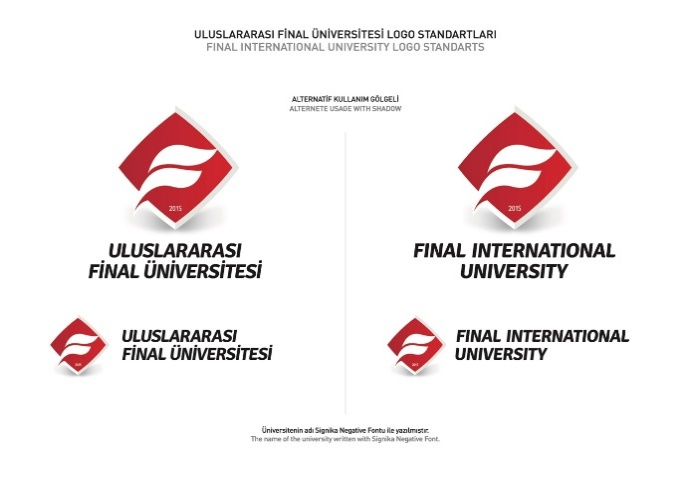 ULUSLARARASI FİNAL ÜNİVERSİTESİ LOGO STANDARTLARI
FINAL INTERNATIONAL UNIVERSITY LOGO STANDARTS
ALTERNATİF KULLANIM GÖLGELİ
ALTERNETE USAGE WITH SHADOW
2015
ULUSLARARASI
FİNAL ÜNİVERSİTESİ
2015
FINAL INTERNATIONAL
UNIVERSITY
2015
ULUSLARARASI
FİNAL ÜNİVERSİTESİ
2015
FINAL INTERNATIONAL
UNIVERSITY
Üniversitenin adı Signika Negative Fontu ile yazılmıştır.
The name of the university written with Signika Negative Font.